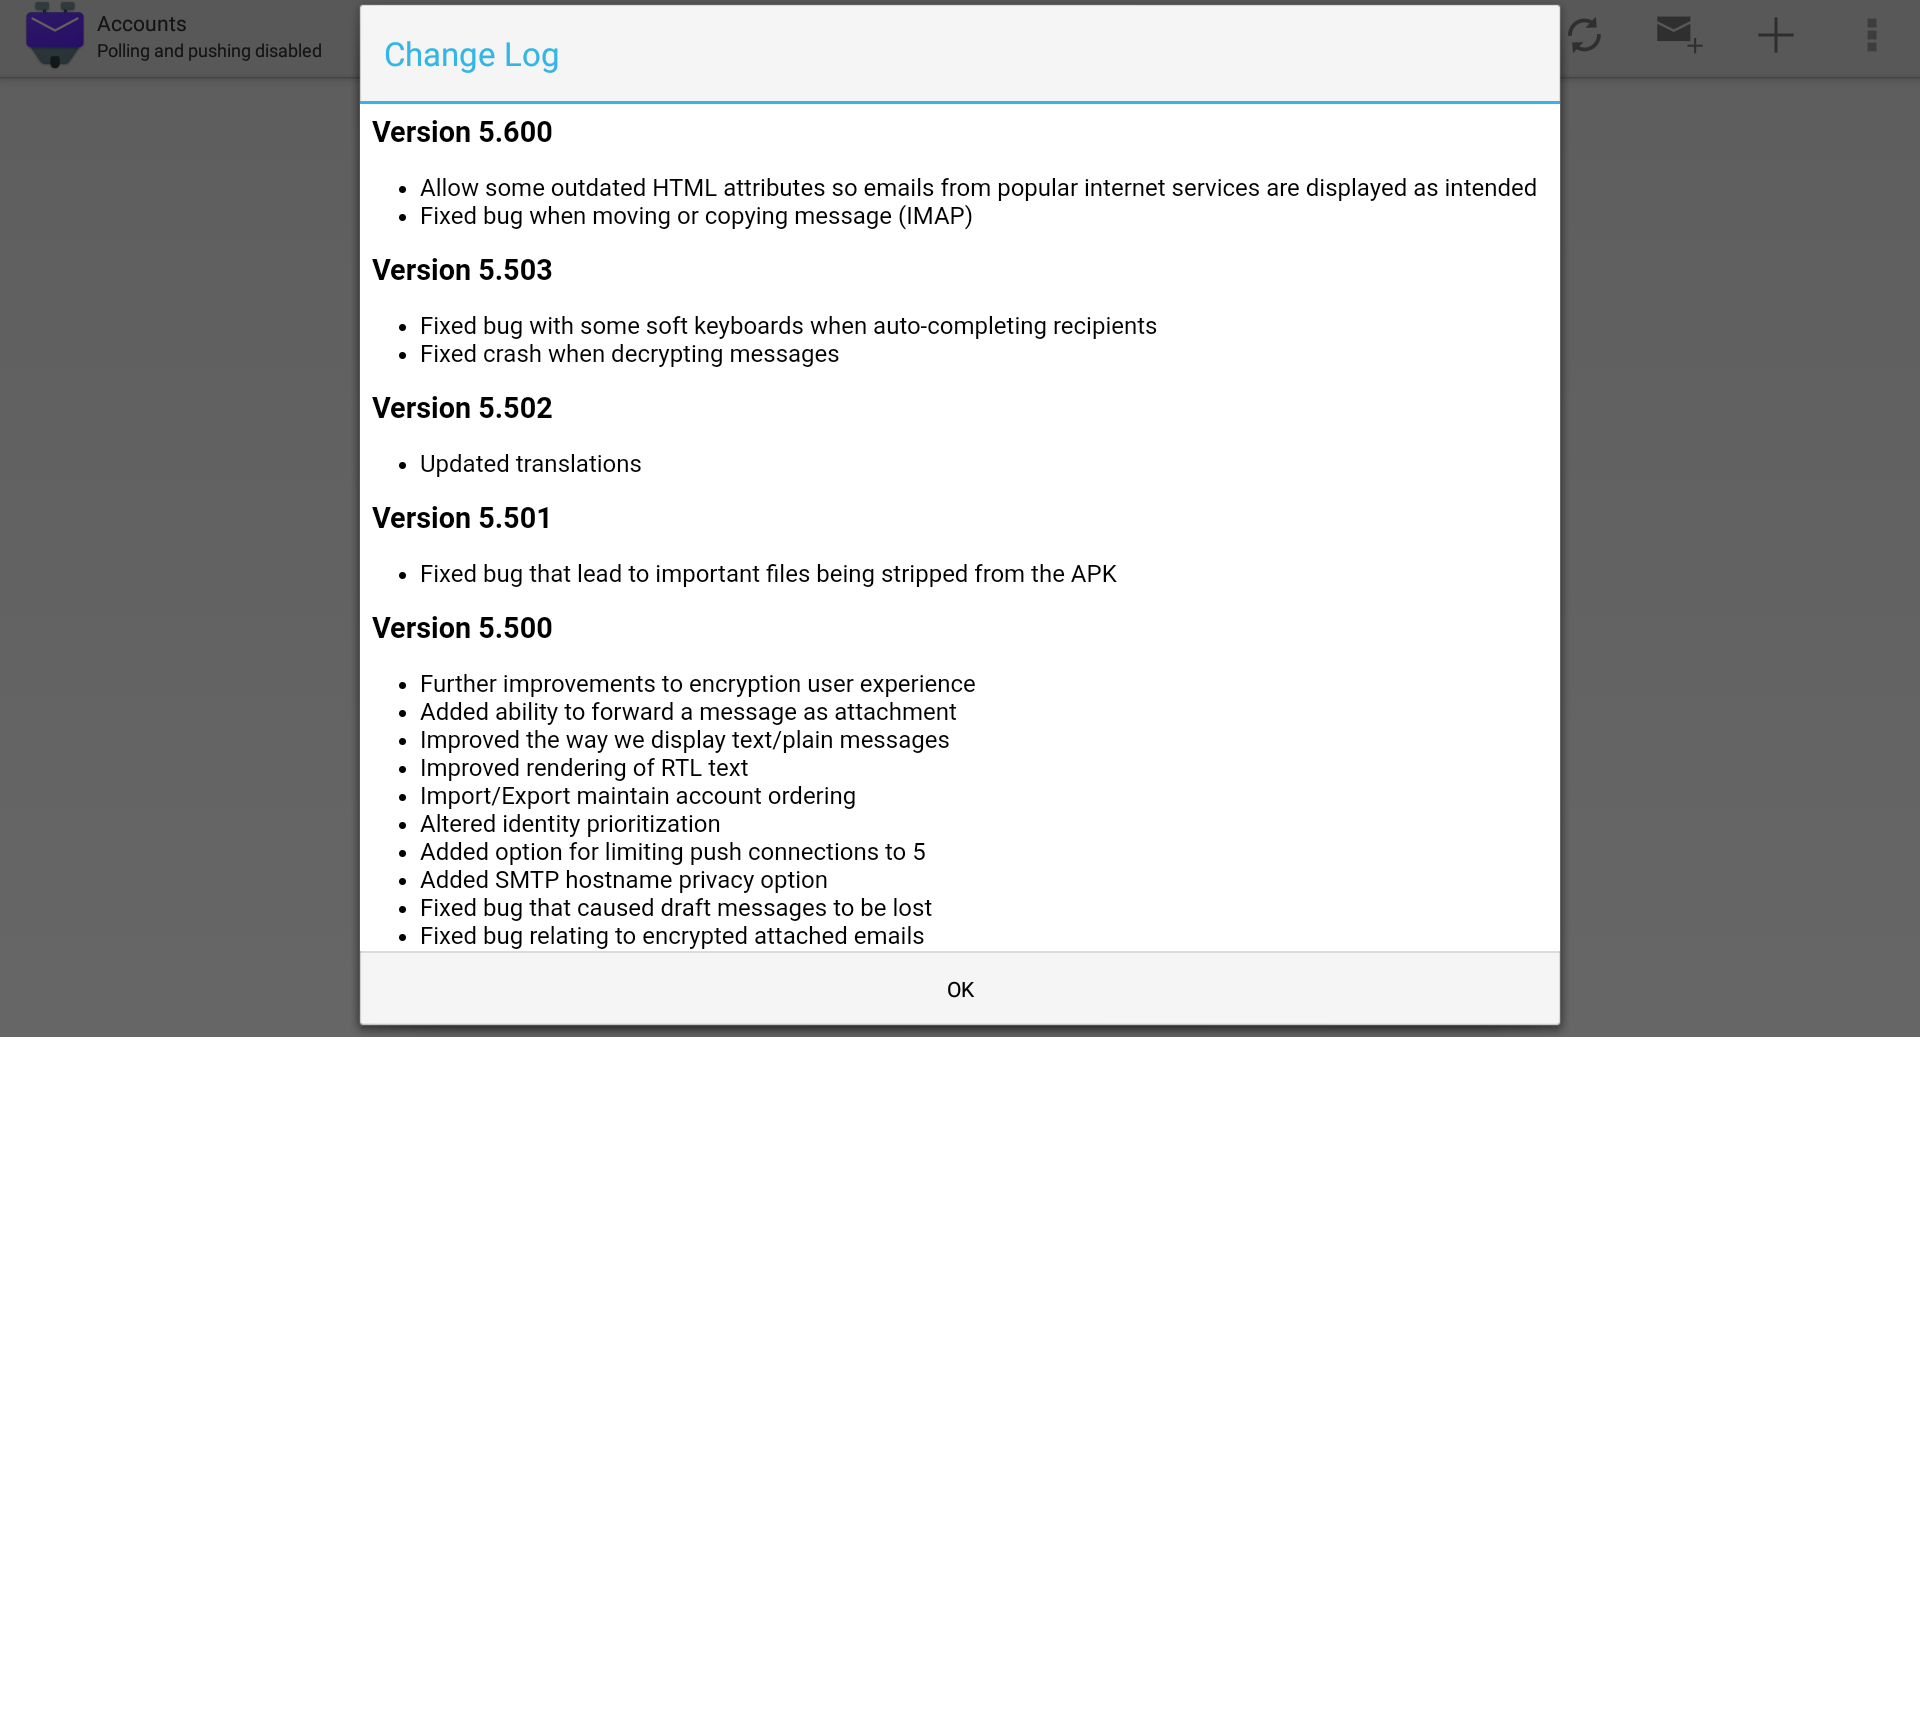 Accounts
Polling and pushing disabled
Change Log
Version 5.600
Allow some outdated HTML attributes so emails from popular internet services are displayed as intended
Fixed bug when moving or copying message (IMAP)
Version 5.503
Fixed bug with some soft keyboards when auto-completing recipients
Fixed crash when decrypting messages
Version 5.502
Updated translations
Version 5.501
Fixed bug that lead to important files being stripped from the APK
Version 5.500
Further improvements to encryption user experience
Added ability to forward a message as attachment
Improved the way we display text/plain messages
Improved rendering of RTL text
Import/Export maintain account ordering
Altered identity prioritization
Added option for limiting push connections to 5
Added SMTP hostname privacy option
Fixed bug that caused draft messages to be lost
Fixed bug relating to encrypted attached emails
OK